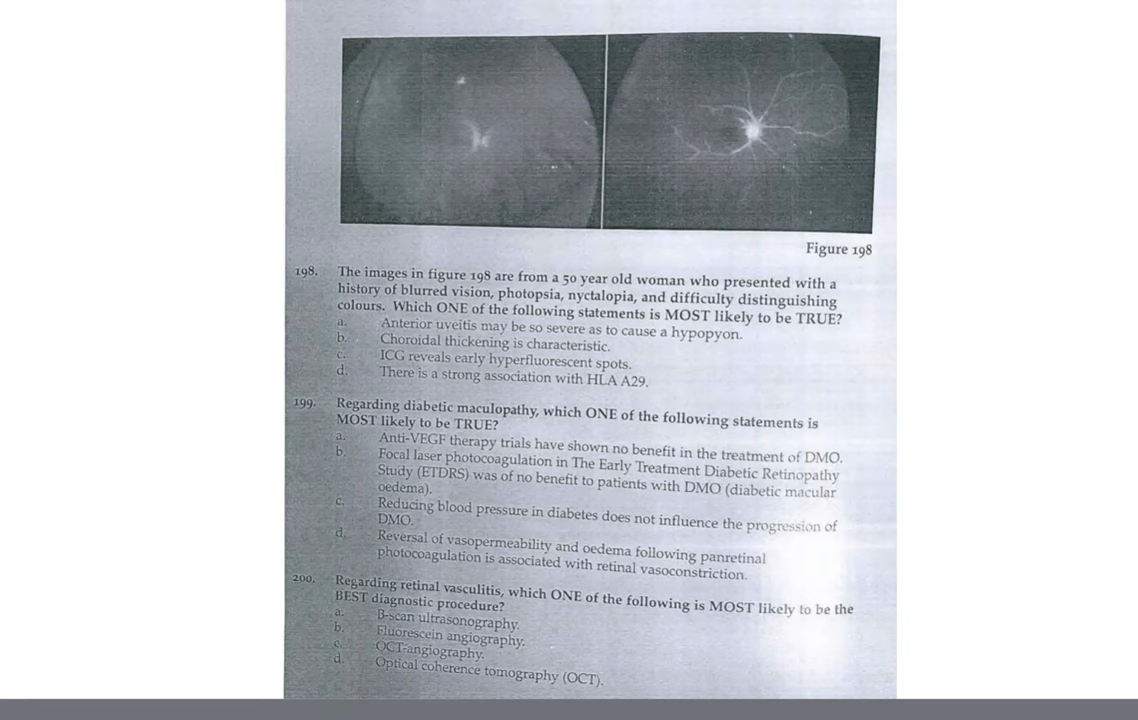 Figure 198
198. The images in figure 198 are from a 50 year old woman who presented with a
history of blurred vision, photopsia, nyctalopia, and difficulty distinguishing
colours. Which ONE of the following statements is MOST likely to be TRUE?
a. Anterior uveitis may be so severe as to cause a hypopyon.
b. Choroidal thickening is characteristic.
c. ICG reveals early hyperfluorescent spots.
d. There is a strong association with HLA A29.
199. Regarding diabetic maculopathy, which ONE of the following statements is
MOST likely to be TRUE?
a. Anti-VEGF therapy trials have shown no benefit in the treatment of DMO.
b. Focal laser photocoagulation in The Early Treatment Diabetic Retinopathy
Study (ETDRS) was of no benefit to patients with DMO (diabetic macular
oedema).
c. Reducing blood pressure in diabetes does not influence the progression of
DMO.
d. Reversal of vasopermeability and oedema following panretinal
photocoagulation is associated with retinal vasoconstriction.
200. Regarding retinal vasculitis, which ONE of the following is MOST likely to be the
BEST diagnostic procedure?
a. B-scan ultrasonography.
b. Fluorescein angiography.
c. OCT-angiography.
d. Optical coherence tomography (OCT).